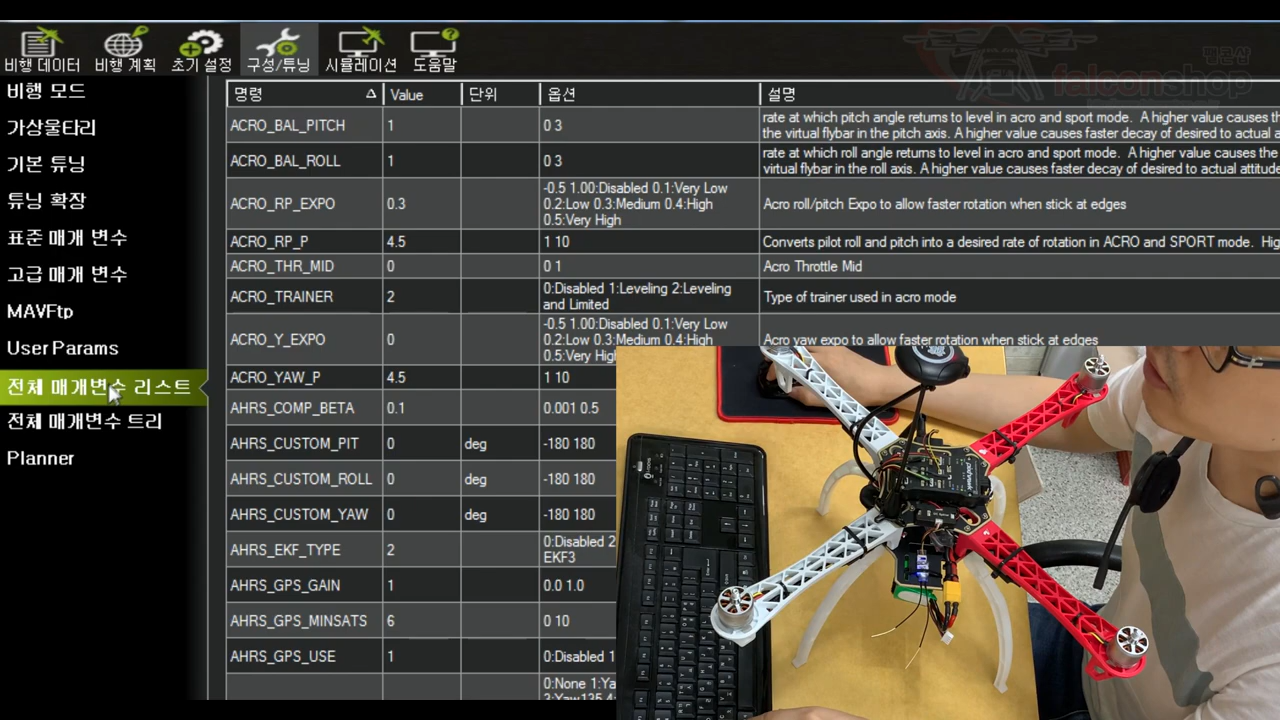 팰콘샵
falconshop
비행 데이터
비행 계획
초기 설정
구성/튜닝
시뮬레이션
도움말
비행 모드
가상울타리
기본 튜닝
튜닝 확장
표준 매개 변수
고급 매개 변수
MAVFtp
User Params
전체 매개변수 리스트
전체 매개변수 트리
Planner
명령 Value 단위 옵션 설명
ACRO_BAL_PITCH 1 0 3
rate at which pitch angle returns to level in acro and sport mode. A higher value causes the
the virtual flybar in the pitch axis. A higher value causes faster decay of desired to actual a
ACRO_BAL_ROLL 1 0 3
rate at which roll angle returns to level in acro and sport mode. A higher value causes the
virtual flybar in the roll axis. A higher value causes faster decay of desired to actual attitude
ACRO_RP_EXPO 0.3
-0.5 1.00:Disabled 0.1:Very Low
0.2:Low 0.3:Medium 0.4:High
0.5:Very High
Acro roll/pitch Expo to allow faster rotation when stick at edges
ACRO_RP_P 4.5 1 10 Converts pilot roll and pitch into a desired rate of rotation in ACRO and SPORT mode. Hig
ACRO_THR_MID 0 0 1 Acro Throttle Mid
ACRO_TRAINER 2
0:Disabled 1:Leveling 2:Leveling
and Limited
Type of trainer used in acro mode
ACRO_Y_EXPO 0
-0.5 1.00:Disabled 0.1:Very Low
0.2:Low 0.3:Medium 0.4:High
0.5:Very High
Acro yaw expo to allow faster rotation when stick at edges
ACRO_YAW_P 4.5 1 10
AHRS_COMP_BETA 0.1 0.001 0.5
AHRS_CUSTOM_PIT 0 deg -180 180
AHRS_CUSTOM_ROLL 0 deg -180 180
AHRS_CUSTOM_YAW 0 deg -180 180
AHRS_EKF_TYPE 2
0:Disabled 2
EKF3
AHRS_GPS_GAIN 1 0.0 1.0
AHRS_GPS_MINSATS 6 0 10
AHRS_GPS_USE 1 0:Disabled 1
0:None 1:Ya